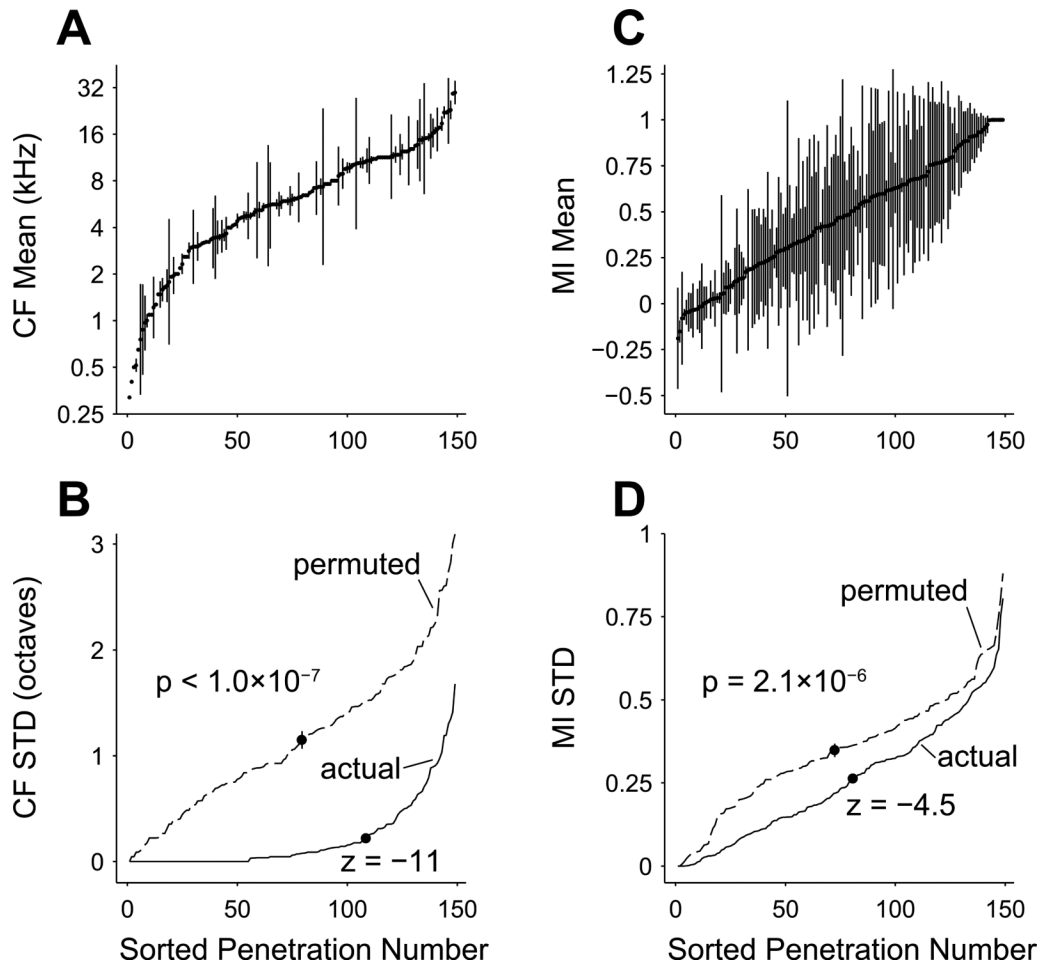 A
CF Mean (kHz)
32
16
8
4
2
1
0.5
0.25
0 50 100 150
C
MI Mean
1.25
1
0.75
0.5
0.25
0
−0.25
−0.5
0 50 100 150
B
CF STD (octaves)
3
2
1
0
permuted
p < 1.0×10⁻⁷
actual
z = −11
0 50 100 150
Sorted Penetration Number
D
MI STD
1
0.75
0.5
0.25
0
permuted
p = 2.1×10⁻⁶
actual
z = −4.5
0 50 100 150
Sorted Penetration Number